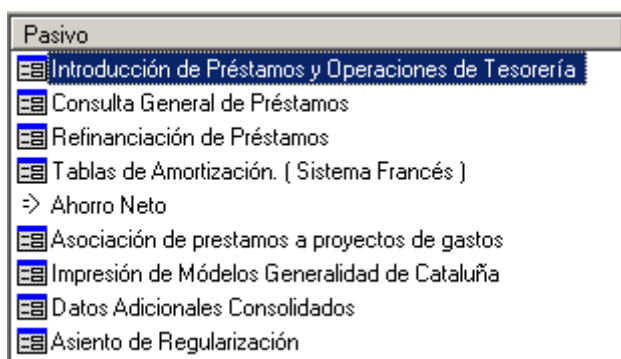 Pasivo
Introducción de Préstamos y Operaciones de Tesorería
Consulta General de Préstamos
Refinanciación de Préstamos
Tablas de Amortización. ( Sistema Francés )
Ahorro Neto
Asociación de prestamos a proyectos de gastos
Impresión de Módelos Generalidad de Cataluña
Datos Adicionales Consolidados
Asiento de Regularización